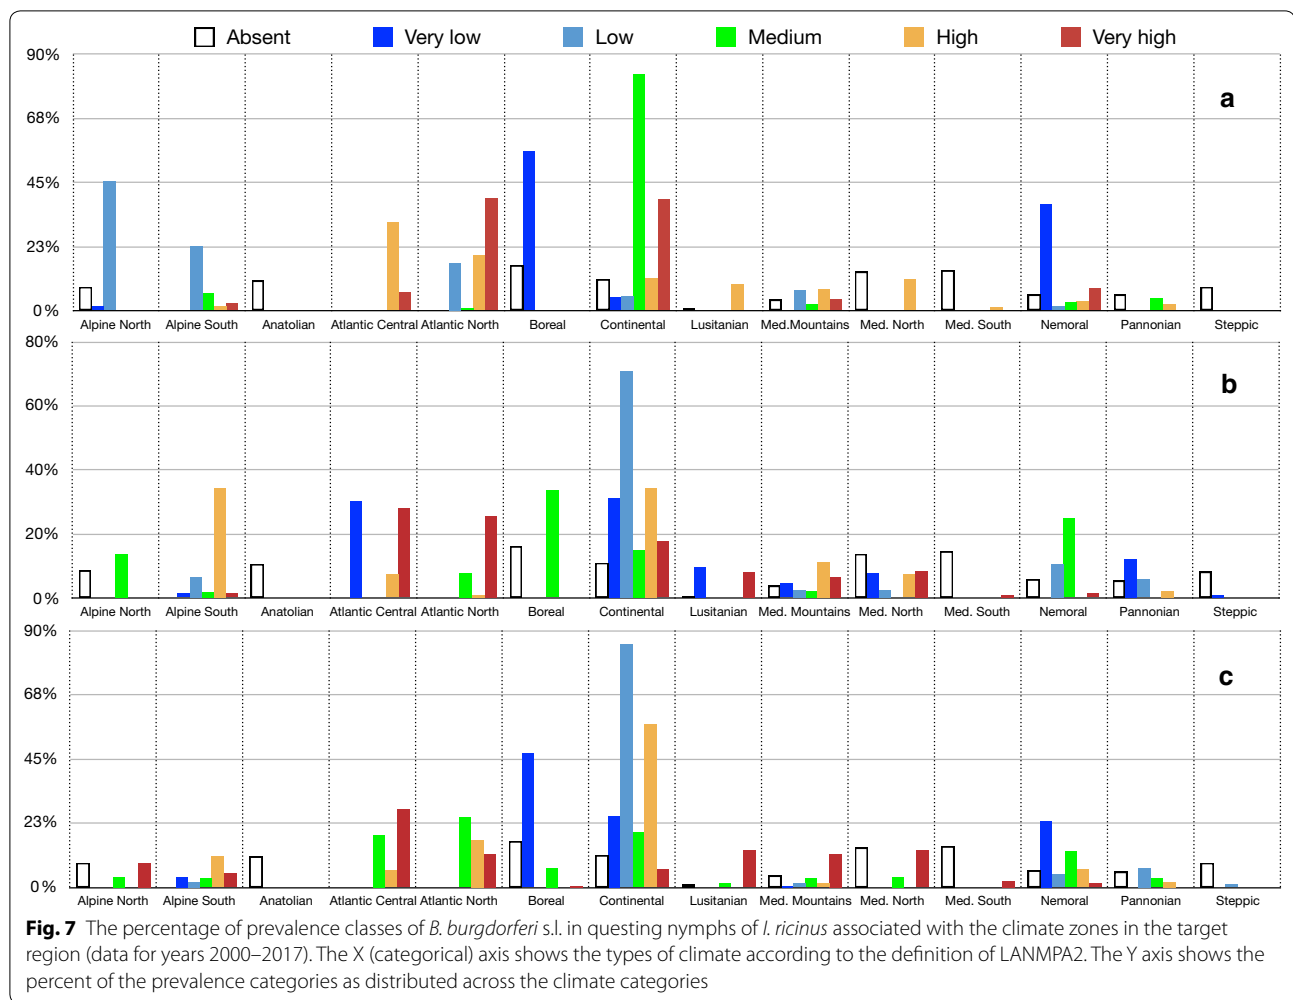 Absent Very low Low Medium High Very high
90%
a
68%
45%
23%
0%
Alpine North Alpine South Anatolian Atlantic Central Atlantic North Boreal Continental Lusitanian Med.Mountains Med. North Med. South Nemoral Pannonian Steppic
80%
b
60%
40%
20%
0%
Alpine North Alpine South Anatolian Atlantic Central Atlantic North Boreal Continental Lusitanian Med. Mountains Med. North Med. South Nemoral Pannonian Steppic
90%
c
68%
45%
23%
0%
Alpine North Alpine South Anatolian Atlantic Central Atlantic North Boreal Continental Lusitanian Med. Mountains Med. North Med. South Nemoral Pannonian Steppic
Fig. 7 The percentage of prevalence classes of B. burgdorferi s.l. in questing nymphs of I. ricinus associated with the climate zones in the target
region (data for years 2000–2017). The X (categorical) axis shows the types of climate according to the definition of LANMPA2. The Y axis shows the
percent of the prevalence categories as distributed across the climate categories